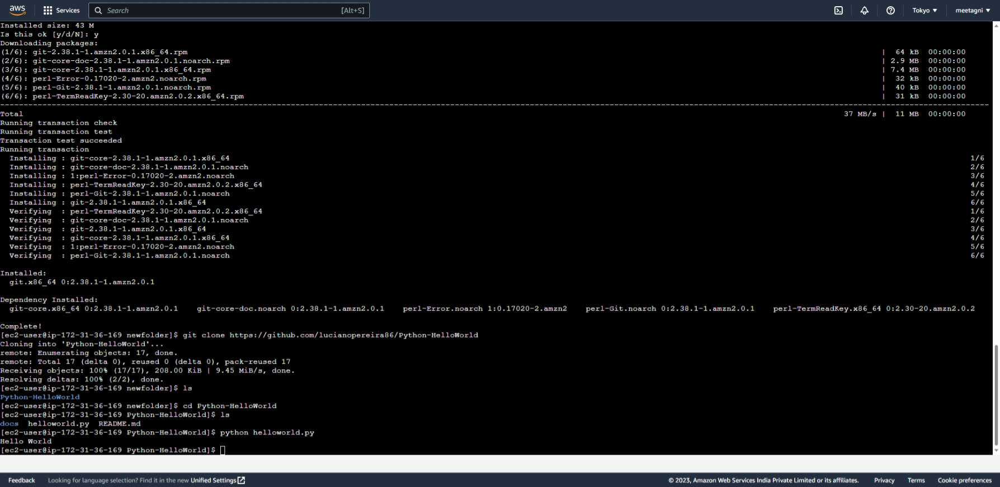 aws Services Search [Alt+S] Tokyo ▼ meetagni ▼
Installed size: 43 M
Is this ok [y/d/N]: y
Downloading packages:
(1/6): git-2.38.1-1.amzn2.0.1.x86_64.rpm | 64 kB 00:00:00
(2/6): git-core-doc-2.38.1-1.amzn2.0.1.noarch.rpm | 2.9 MB 00:00:00
(3/6): git-core-2.38.1-1.amzn2.0.1.x86_64.rpm | 7.4 MB 00:00:00
(4/6): perl-Error-0.17020-2.amzn2.noarch.rpm | 32 kB 00:00:00
(5/6): perl-Git-2.38.1-1.amzn2.0.1.noarch.rpm | 40 kB 00:00:00
(6/6): perl-TermReadKey-2.30-20.amzn2.0.2.x86_64.rpm | 31 kB 00:00:00
Total 37 MB/s | 11 MB 00:00:00
Running transaction check
Running transaction test
Transaction test succeeded
Running transaction
Installing : git-core-2.38.1-1.amzn2.0.1.x86_64 1/6
Installing : git-core-doc-2.38.1-1.amzn2.0.1.noarch 2/6
Installing : 1:perl-Error-0.17020-2.amzn2.noarch 3/6
Installing : perl-TermReadKey-2.30-20.amzn2.0.2.x86_64 4/6
Installing : perl-Git-2.38.1-1.amzn2.0.1.noarch 5/6
Installing : git-2.38.1-1.amzn2.0.1.x86_64 6/6
Verifying : perl-TermReadKey-2.30-20.amzn2.0.2.x86_64 1/6
Verifying : git-core-doc-2.38.1-1.amzn2.0.1.noarch 2/6
Verifying : git-2.38.1-1.amzn2.0.1.x86_64 3/6
Verifying : git-core-2.38.1-1.amzn2.0.1.x86_64 4/6
Verifying : 1:perl-Error-0.17020-2.amzn2.noarch 5/6
Verifying : perl-Git-2.38.1-1.amzn2.0.1.noarch 6/6
Installed:
git.x86_64 0:2.38.1-1.amzn2.0.1
Dependency Installed:
git-core.x86_64 0:2.38.1-1.amzn2.0.1 git-core-doc.noarch 0:2.38.1-1.amzn2.0.1 perl-Error.noarch 1:0.17020-2.amzn2 perl-Git.noarch 0:2.38.1-1.amzn2.0.1 perl-TermReadKey.x86_64 0:2.30-20.amzn2.0.2
Complete!
[ec2-user@ip-172-31-36-169 newfolder]$ git clone https://github.com/lucianopereira86/Python-HelloWorld
Cloning into 'Python-HelloWorld'...
remote: Enumerating objects: 17, done.
remote: Total 17 (delta 0), reused 0 (delta 0), pack-reused 17
Receiving objects: 100% (17/17), 208.00 KiB | 9.45 MiB/s, done.
Resolving deltas: 100% (2/2), done.
[ec2-user@ip-172-31-36-169 newfolder]$ ls
Python-HelloWorld
[ec2-user@ip-172-31-36-169 newfolder]$ cd Python-HelloWorld
[ec2-user@ip-172-31-36-169 Python-HelloWorld]$ ls
docs helloworld.py README.md
[ec2-user@ip-172-31-36-169 Python-HelloWorld]$ python helloworld.py
Hello World
[ec2-user@ip-172-31-36-169 Python-HelloWorld]$
Feedback Looking for language selection? Find it in the new Unified Settings © 2023, Amazon Web Services India Private Limited or its affiliates. Privacy Terms Cookie preferences